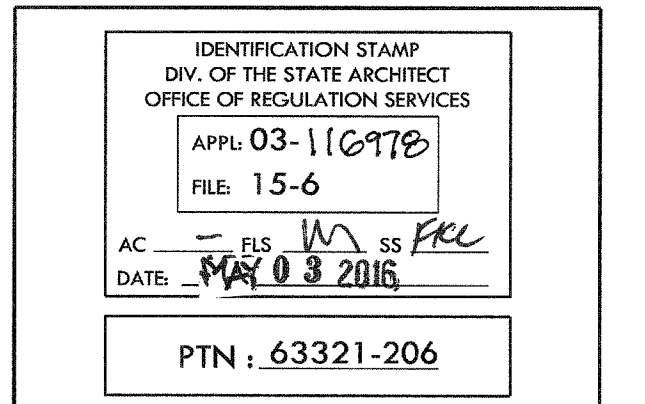 IDENTIFICATION STAMP
DIV. OF THE STATE ARCHITECT
OFFICE OF REGULATION SERVICES
APPL: 03-116978
FILE: 15-6
AC — FLS SS FKC
DATE: MAY 03 2016
PTN : 63321-206